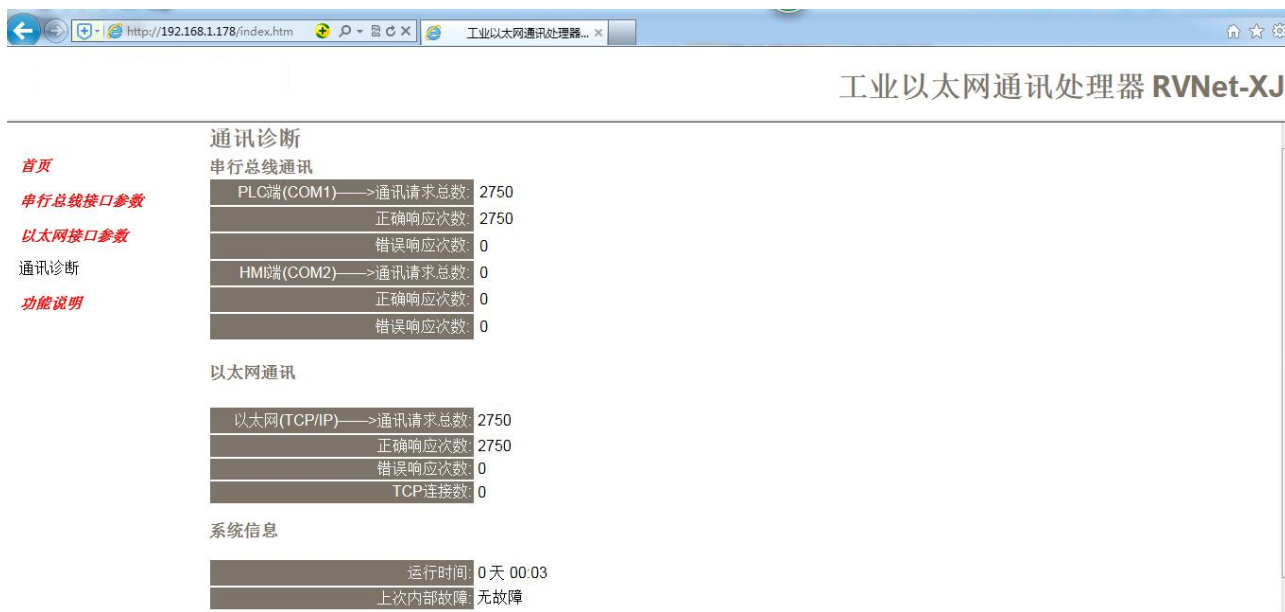 http://192.168.1.178/index.htm
工业以太网通讯处理器...
工业以太网通讯处理器 RVNet-XJ
首页
串行总线接口参数
以太网接口参数
通讯诊断
功能说明
通讯诊断
串行总线通讯
PLC端(COM1)——>通讯请求总数: 2750
正确响应次数: 2750
错误响应次数: 0
HMI端(COM2)——>通讯请求总数: 0
正确响应次数: 0
错误响应次数: 0
以太网通讯
以太网(TCP/IP)——>通讯请求总数: 2750
正确响应次数: 2750
错误响应次数: 0
TCP连接数: 0
系统信息
运行时间: 0 天 00:03
上次内部故障: 无故障